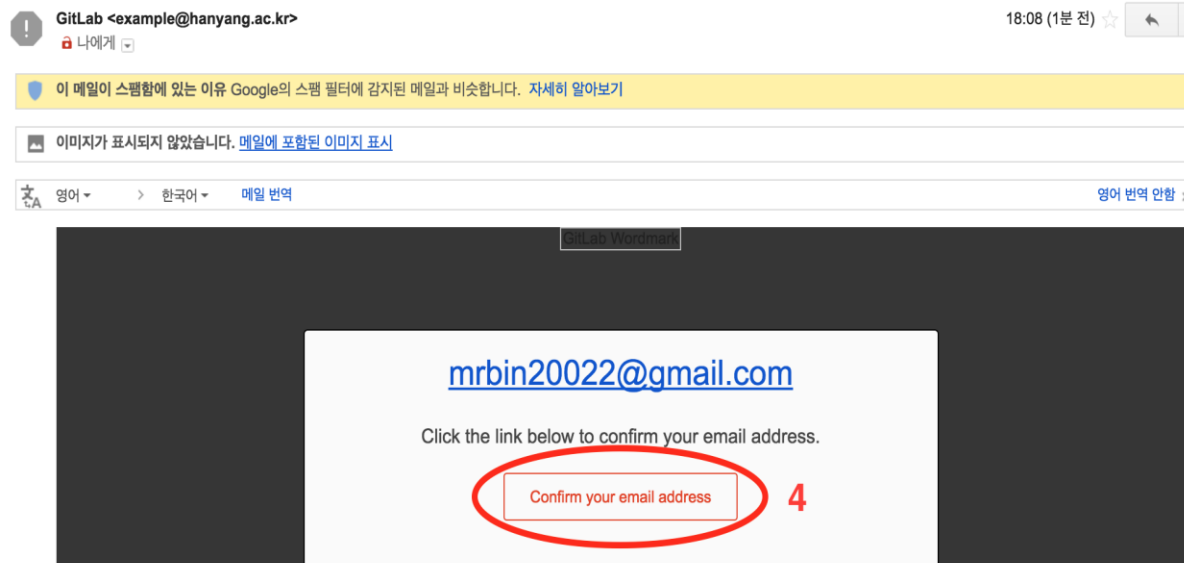 GitLab <example@hanyang.ac.kr>
18:08 (1분 전)
나에게
이 메일이 스팸함에 있는 이유 Google의 스팸 필터에 감지된 메일과 비슷합니다. 자세히 알아보기
이미지가 표시되지 않았습니다. 메일에 포함된 이미지 표시
영어 > 한국어 메일 번역 영어 번역 안함
GitLab Wordmark
mrbin20022@gmail.com
Click the link below to confirm your email address.
Confirm your email address 4